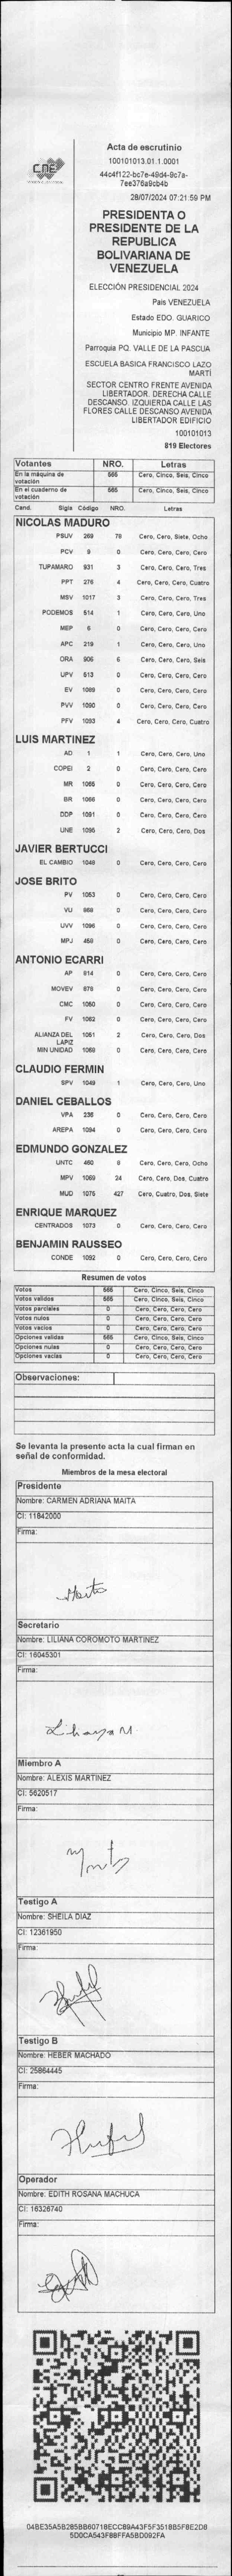 CNE
Acta de escrutinio
100101013.01.1.0001
44c4f122-bc7e-49d4-9c7a-
7ee376a9cb4b
28/07/2024 07:21:59 PM
PRESIDENTA O
PRESIDENTE DE LA
REPUBLICA
BOLIVARIANA DE
VENEZUELA
ELECCIÓN PRESIDENCIAL 2024
Pais VENEZUELA
Estado EDO. GUARICO
Municipio MP. INFANTE
Parroquia PQ. VALLE DE LA PASCUA
ESCUELA BASICA FRANCISCO LAZO
MARTÍ
SECTOR CENTRO FRENTE AVENIDA
LIBERTADOR. DERECHA CALLE
DESCANSO. IZQUIERDA CALLE LAS
FLORES CALLE DESCANSO AVENIDA
LIBERTADOR EDIFICIO
100101013
819 Electores
Votantes NRO. Letras
En la máquina de votación 565 Cero, Cinco, Seis, Cinco
En el cuaderno de votación 565 Cero, Cinco, Seis, Cinco
Cand. Sigla Código NRO. Letras
NICOLAS MADURO
PSUV 269 78 Cero, Cero, Siete, Ocho
PCV 9 0 Cero, Cero, Cero, Cero
TUPAMARO 931 3 Cero, Cero, Cero, Tres
PPT 276 4 Cero, Cero, Cero, Cuatro
MSV 1017 3 Cero, Cero, Cero, Tres
PODEMOS 514 1 Cero, Cero, Cero, Uno
MEP 6 0 Cero, Cero, Cero, Cero
APC 219 1 Cero, Cero, Cero, Uno
ORA 906 6 Cero, Cero, Cero, Seis
UPV 513 0 Cero, Cero, Cero, Cero
EV 1089 0 Cero, Cero, Cero, Cero
PVV 1090 0 Cero, Cero, Cero, Cero
PFV 1093 4 Cero, Cero, Cero, Cuatro
LUIS MARTINEZ
AD 1 1 Cero, Cero, Cero, Uno
COPEI 2 0 Cero, Cero, Cero, Cero
MR 1065 0 Cero, Cero, Cero, Cero
BR 1066 0 Cero, Cero, Cero, Cero
DDP 1091 0 Cero, Cero, Cero, Cero
UNE 1095 2 Cero, Cero, Cero, Dos
JAVIER BERTUCCI
EL CAMBIO 1048 0 Cero, Cero, Cero, Cero
JOSE BRITO
PV 1053 0 Cero, Cero, Cero, Cero
VU 868 0 Cero, Cero, Cero, Cero
UVV 1096 0 Cero, Cero, Cero, Cero
MPJ 459 0 Cero, Cero, Cero, Cero
ANTONIO ECARRI
AP 814 0 Cero, Cero, Cero, Cero
MOVEV 878 0 Cero, Cero, Cero, Cero
CMC 1050 0 Cero, Cero, Cero, Cero
FV 1062 0 Cero, Cero, Cero, Cero
ALIANZA DEL LÁPIZ 1051 2 Cero, Cero, Cero, Dos
MIN UNIDAD 1068 0 Cero, Cero, Cero, Cero
CLAUDIO FERMIN
SPV 1049 1 Cero, Cero, Cero, Uno
DANIEL CEBALLOS
VPA 236 0 Cero, Cero, Cero, Cero
AREPA 1094 0 Cero, Cero, Cero, Cero
EDMUNDO GONZALEZ
UNTC 460 8 Cero, Cero, Cero, Ocho
MPV 1069 24 Cero, Cero, Dos, Cuatro
MUD 1075 427 Cero, Cuatro, Dos, Siete
ENRIQUE MARQUEZ
CENTRADOS 1073 0 Cero, Cero, Cero, Cero
BENJAMIN RAUSSEO
CONDE 1092 0 Cero, Cero, Cero, Cero
Resumen de votos
Votos 565 Cero, Cinco, Seis, Cinco
Votos validos 565 Cero, Cinco, Seis, Cinco
Votos parciales 0 Cero, Cero, Cero, Cero
Votos nulos 0 Cero, Cero, Cero, Cero
Votos vacios 0 Cero, Cero, Cero, Cero
Opciones validas 565 Cero, Cinco, Seis, Cinco
Opciones nulas 0 Cero, Cero, Cero, Cero
Opciones vacias 0 Cero, Cero, Cero, Cero
Observaciones:
Se levanta la presente acta la cual firman en
señal de conformidad.
Miembros de la mesa electoral
Presidente
Nombre: CARMEN ADRIANA MAITA
CI: 11842000
Firma:
Secretario
Nombre: LILIANA COROMOTO MARTINEZ
CI: 16045301
Firma:
Miembro A
Nombre: ALEXIS MARTINEZ
CI: 5620517
Firma:
Testigo A
Nombre: SHEILA DIAZ
CI: 12361950
Firma:
Testigo B
Nombre: HEBER MACHADO
CI: 25864445
Firma:
Operador
Nombre: EDITH ROSANA MACHUCA
CI: 16326740
Firma:
04BE35A5B285BB60718ECC89A43F5F3518B5F8E2D8
5D0CA543F88FFA5BD092FA